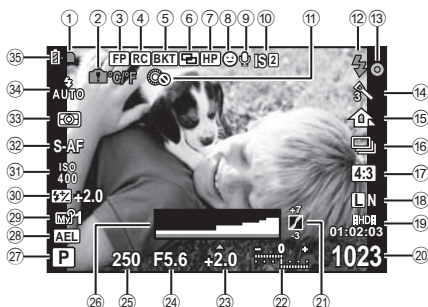 ① ② ③ ④ ⑤ ⑥ ⑦ ⑧ ⑨ ⑩ ⑪ ⑫ ⑬
FP RC BKT HP IS 2
°C/°F
㉟
㉞ AUTO 3 ⑭
㉝ ⑮
㉜ S-AF ⑯
㉛ ISO 400 4:3 ⑰
㉚ +2.0 L N ⑱
㉙ My 1 HD ⑲
㉘ AEL +7 -3 01:02:03
㉗ P 250 F5.6 +2.0 - 0 + 1023 ⑳
㉖ ㉕ ㉔ ㉓ ㉒ ㉑